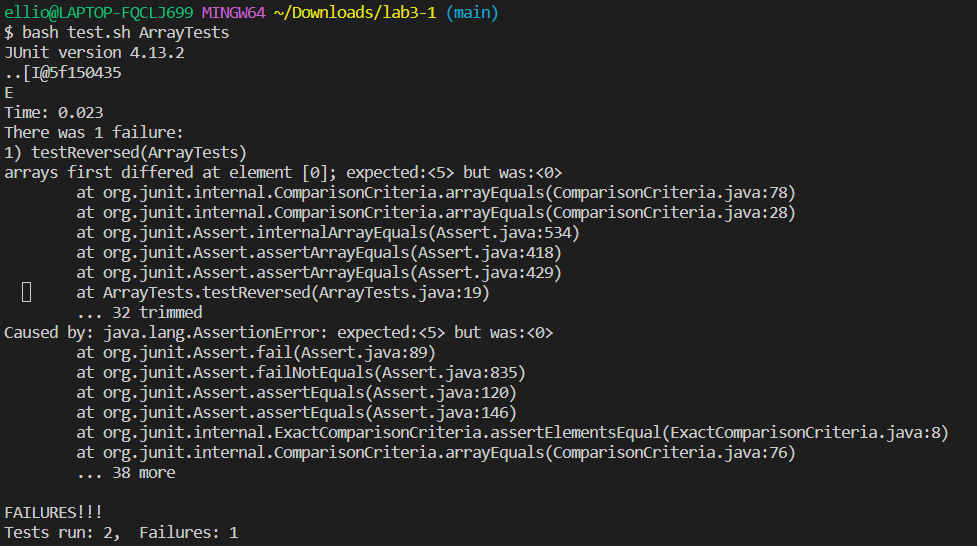 ellio@LAPTOP-FQCLJ699 MINGW64 ~/Downloads/lab3-1 (main)
$ bash test.sh ArrayTests
JUnit version 4.13.2
..[I@5f150435
E
Time: 0.023
There was 1 failure:
1) testReversed(ArrayTests)
arrays first differed at element [0]; expected:<5> but was:<0>
        at org.junit.internal.ComparisonCriteria.arrayEquals(ComparisonCriteria.java:78)
        at org.junit.internal.ComparisonCriteria.arrayEquals(ComparisonCriteria.java:28)
        at org.junit.Assert.internalArrayEquals(Assert.java:534)
        at org.junit.Assert.assertArrayEquals(Assert.java:418)
        at org.junit.Assert.assertArrayEquals(Assert.java:429)
        at ArrayTests.testReversed(ArrayTests.java:19)
        ... 32 trimmed
Caused by: java.lang.AssertionError: expected:<5> but was:<0>
        at org.junit.Assert.fail(Assert.java:89)
        at org.junit.Assert.failNotEquals(Assert.java:835)
        at org.junit.Assert.assertEquals(Assert.java:120)
        at org.junit.Assert.assertEquals(Assert.java:146)
        at org.junit.internal.ExactComparisonCriteria.assertElementsEqual(ExactComparisonCriteria.java:8)
        at org.junit.internal.ComparisonCriteria.arrayEquals(ComparisonCriteria.java:76)
        ... 38 more

FAILURES!!!
Tests run: 2,  Failures: 1